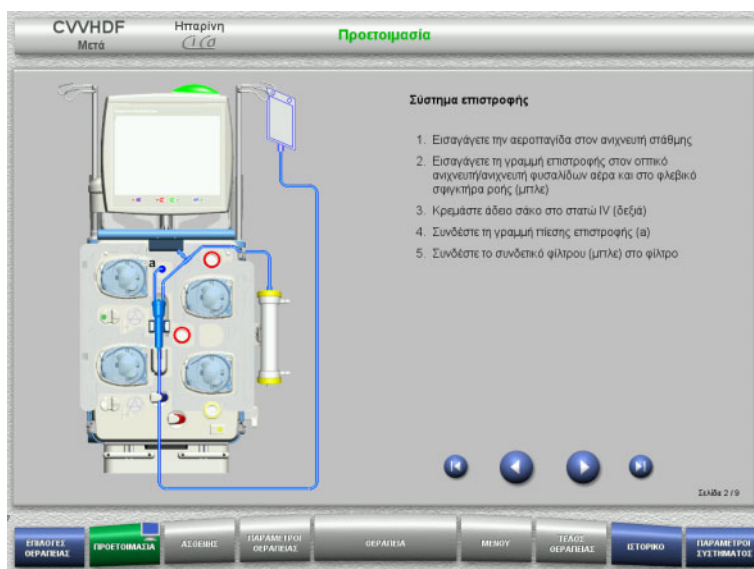 CVVHDF
Μετά
Ηπαρίνη
Ci Ca
Προετοιμασία
a
Σύστημα επιστροφής
1. Εισαγάγετε την αεροπαγίδα στον ανιχνευτή στάθμης
2. Εισαγάγετε τη γραμμή επιστροφής στον οπτικό
ανιχνευτή/ανιχνευτή φυσαλίδων αέρα και στο φλεβικό
σφιγκτήρα ροής (μπλε)
3. Κρεμάστε άδειο σάκο στο στατώ IV (δεξιά)
4. Συνδέστε τη γραμμή πίεσης επιστροφής (a)
5. Συνδέστε το συνδετικό φίλτρου (μπλε) στο φίλτρο
Σελίδα 2 / 9
ΕΠΙΛΟΓΕΣ
ΘΕΡΑΠΕΙΑΣ
ΠΡΟΕΤΟΙΜΑΣΙΑ
ΑΣΘΕΝΗΣ
ΠΑΡΑΜΕΤΡΟΙ
ΘΕΡΑΠΕΙΑΣ
ΘΕΡΑΠΕΙΑ
ΜΕΝΟΥ
ΤΕΛΟΣ
ΘΕΡΑΠΕΙΑΣ
ΙΣΤΟΡΙΚΟ
ΠΑΡΑΜΕΤΡΟΙ
ΣΥΣΤΗΜΑΤΟΣ